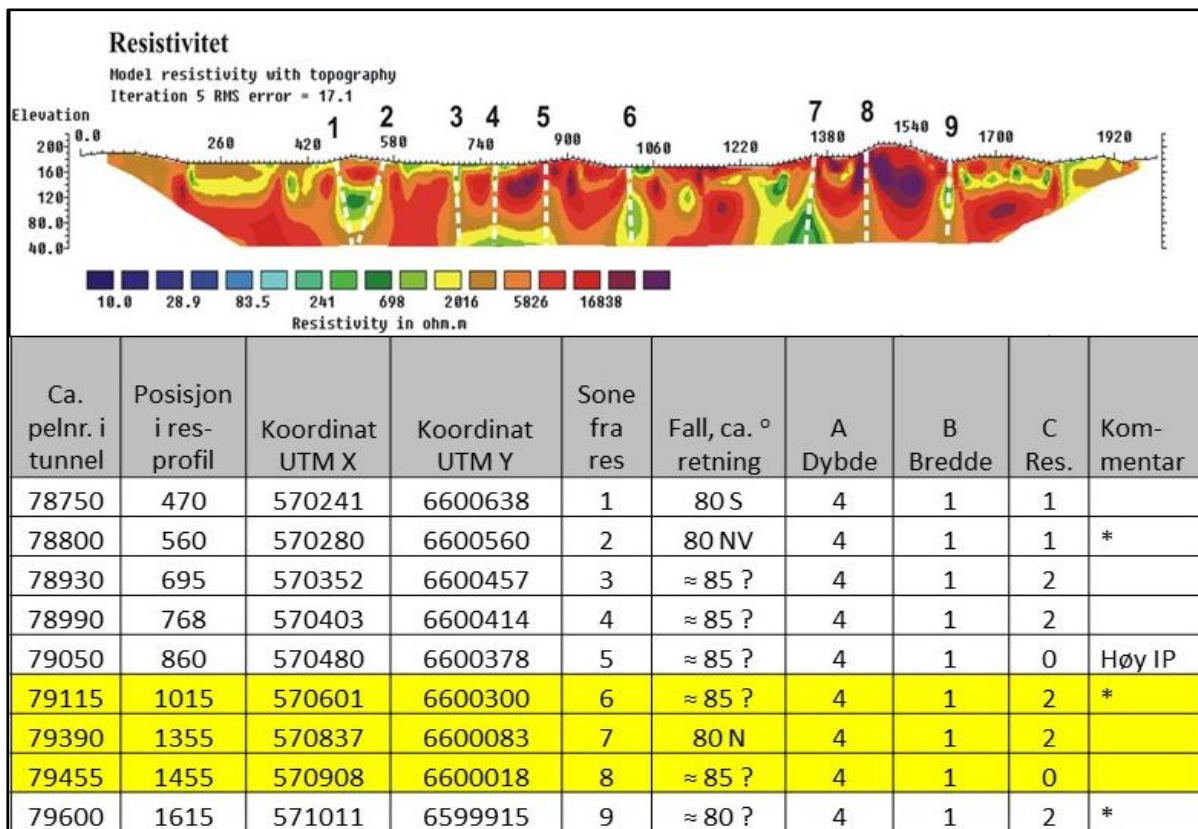 Resistivitet
Model resistivity with topography
Iteration 5 RMS error = 17.1
Elevation
1 2 3 4 5 6 7 8 9
0.0 260 420 580 740 900 1060 1220 1380 1540 1700 1920
200
160
120
80.0
40.0
10.0 28.9 83.5 241 698 2016 5826 16838
Resistivity in ohm.m
Ca. pelnr. i tunnel Posisjon i res-profil Koordinat UTM X Koordinat UTM Y Sone fra res Fall, ca. ° retning A Dybde B Bredde C Res. Kom-mentar
78750 470 570241 6600638 1 80 S 4 1 1
78800 560 570280 6600560 2 80 NV 4 1 1 *
78930 695 570352 6600457 3 ≈ 85 ? 4 1 2
78990 768 570403 6600414 4 ≈ 85 ? 4 1 2
79050 860 570480 6600378 5 ≈ 85 ? 4 1 0 Høy IP
79115 1015 570601 6600300 6 ≈ 85 ? 4 1 2 *
79390 1355 570837 6600083 7 80 N 4 1 2
79455 1455 570908 6600018 8 ≈ 85 ? 4 1 0
79600 1615 571011 6599915 9 ≈ 80 ? 4 1 2 *